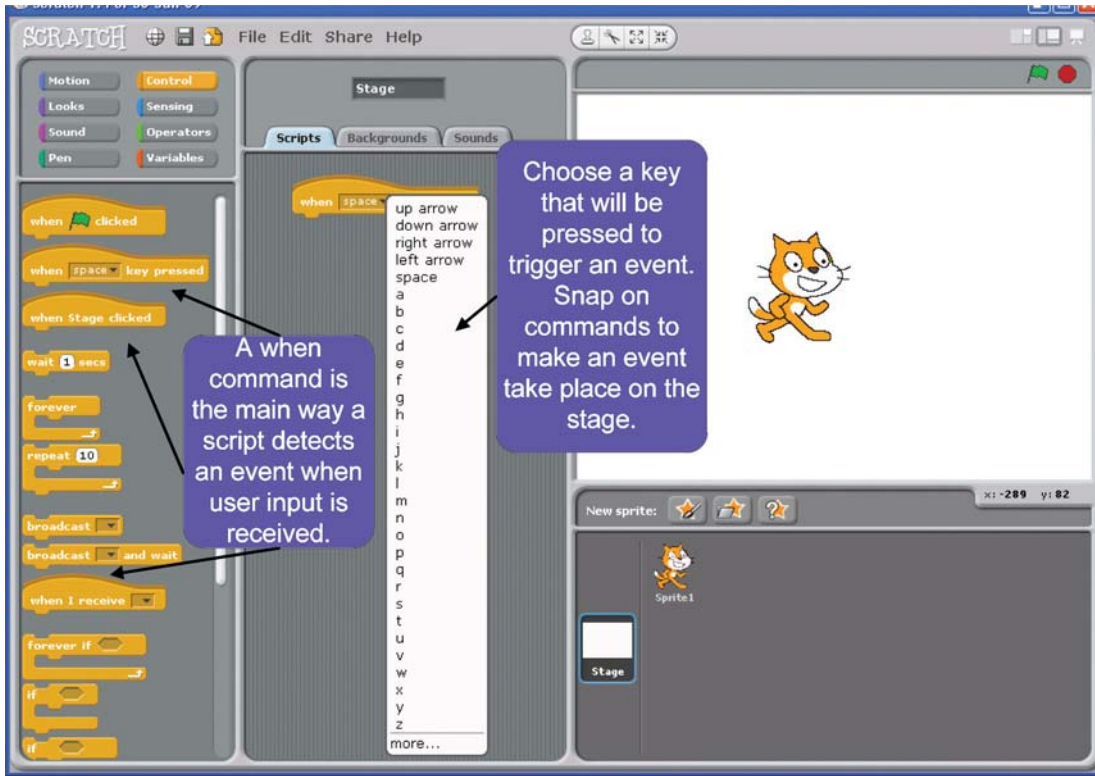 SCRATCH File Edit Share Help
Motion Control
Looks Sensing
Sound Operators
Pen Variables
when clicked
when space key pressed
when Stage clicked
wait 1 secs
forever
repeat 10
broadcast
broadcast and wait
when I receive
forever if
if
if
Stage
Scripts Backgrounds Sounds
when space
up arrow
down arrow
right arrow
left arrow
space
a
b
c
d
e
f
g
h
i
j
k
l
m
n
o
p
q
r
s
t
u
v
w
x
y
z
more...
A when
command is
the main way a
script detects
an event when
user input is
received.
Choose a key
that will be
pressed to
trigger an event.
Snap on
commands to
make an event
take place on the
stage.
x: -289 y: 82
New sprite:
Sprite1
Stage